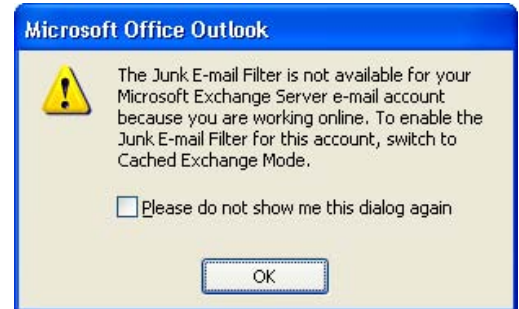 Microsoft Office Outlook
The Junk E-mail Filter is not available for your
Microsoft Exchange Server e-mail account
because you are working online. To enable the
Junk E-mail Filter for this account, switch to
Cached Exchange Mode.
Please do not show me this dialog again
OK